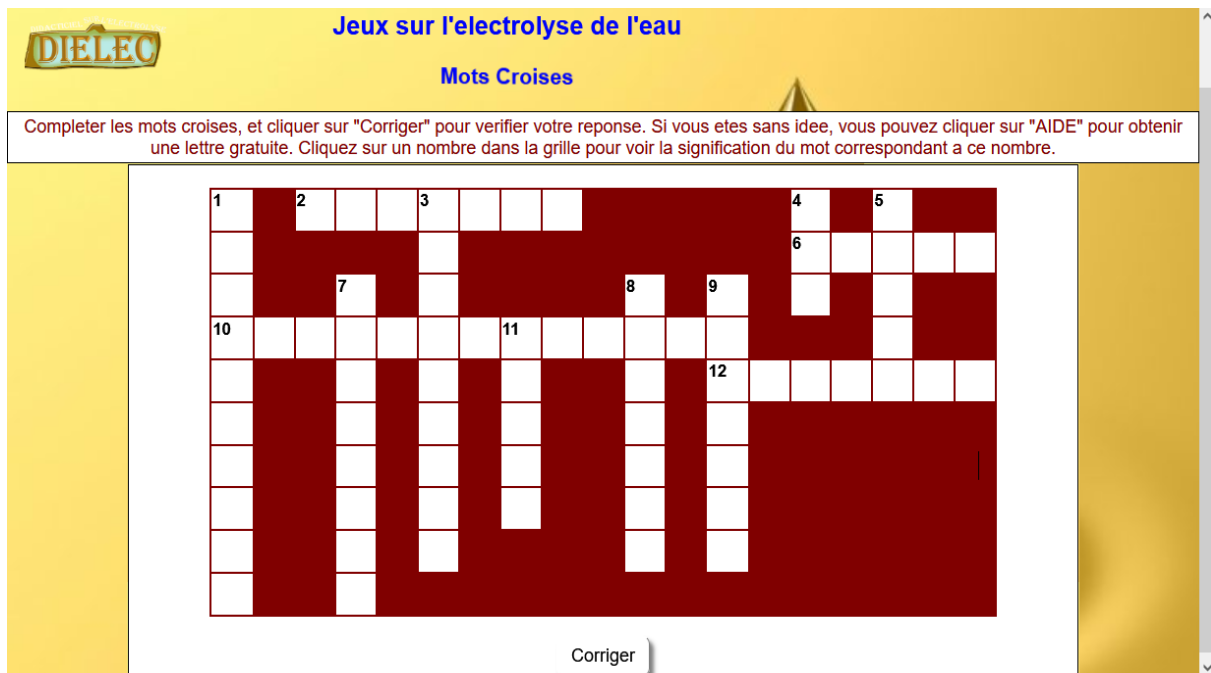 DIELEC
Jeux sur l'electrolyse de l'eau
Mots Croises
Completer les mots croises, et cliquer sur "Corriger" pour verifier votre reponse. Si vous etes sans idee, vous pouvez cliquer sur "AIDE" pour obtenir
une lettre gratuite. Cliquez sur un nombre dans la grille pour voir la signification du mot correspondant a ce nombre.
1 2 3 4 5
6
7 8 9
10 11
12
Corriger